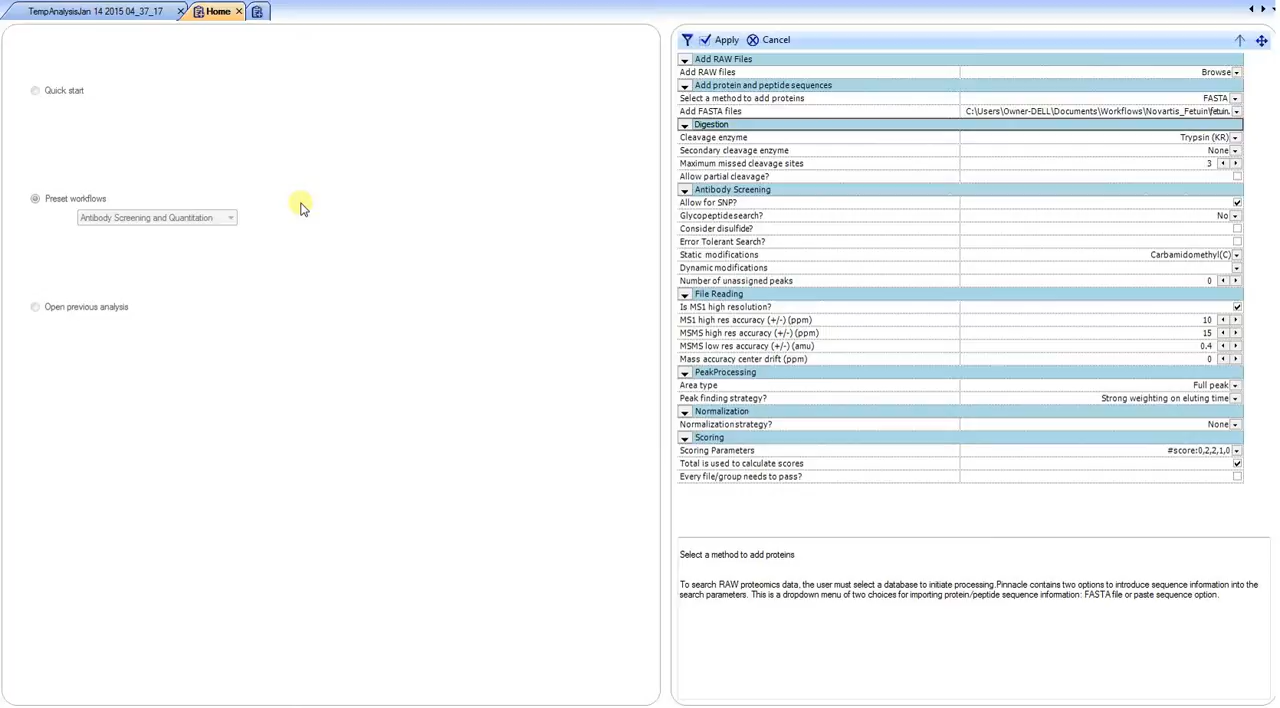 TempAnalysisJan 14 2015 04_37_17
Home
Quick start
Preset workflows
Antibody Screening and Quantitation
Open previous analysis
Apply Cancel
Add RAW Files
Add RAW files Browse
Add protein and peptide sequences
Select a method to add proteins FASTA
Add FASTA files C:\Users\Owner-DELL\Documents\Workflows\Novartis_Fetuin\fetuin.
Digestion
Cleavage enzyme Trypsin (KR)
Secondary cleavage enzyme None
Maximum missed cleavage sites 3
Allow partial cleavage?
Antibody Screening
Allow for SNP?
Glycopeptide search? No
Consider disulfide?
Error Tolerant Search?
Static modifications Carbamidomethyl(C)
Dynamic modifications
Number of unassigned peaks 0
File Reading
Is MS1 high resolution?
MS1 high res accuracy (+/-) (ppm) 10
MSMS high res accuracy (+/-) (ppm) 15
MSMS low res accuracy (+/-) (amu) 0.4
Mass accuracy center drift (ppm) 0
PeakProcessing
Area type Full peak
Peak finding strategy? Strong weighting on eluting time
Normalization
Normalization strategy? None
Scoring
Scoring Parameters #score:0,2,2,1,0
Total is used to calculate scores
Every file/group needs to pass?
Select a method to add proteins
To search RAW proteomics data, the user must select a database to initiate processing.Pinnacle contains two options to introduce sequence information into the
search parameters. This is a dropdown menu of two choices for importing protein/peptide sequence information: FASTA file or paste sequence option.